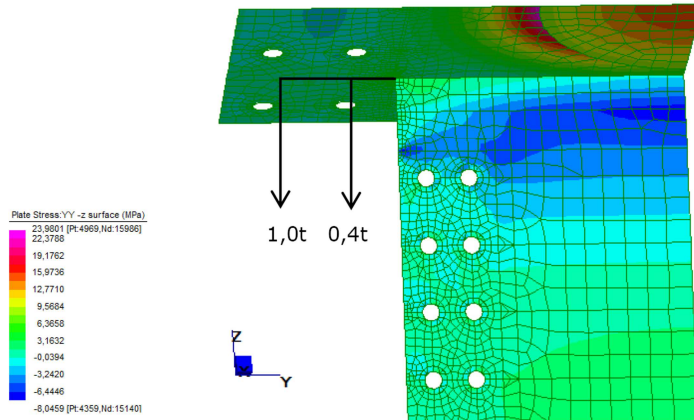 1,0t 0,4t
Plate Stress:YY -z surface (MPa)
23,9801 [Pt:4969,Nd:15986]
22,3788
19,1762
15,9736
12,7710
9,5684
6,3658
3,1632
-0,0394
-3,2420
-6,4446
-8,0459 [Pt:4359,Nd:15140]
Z
X
Y